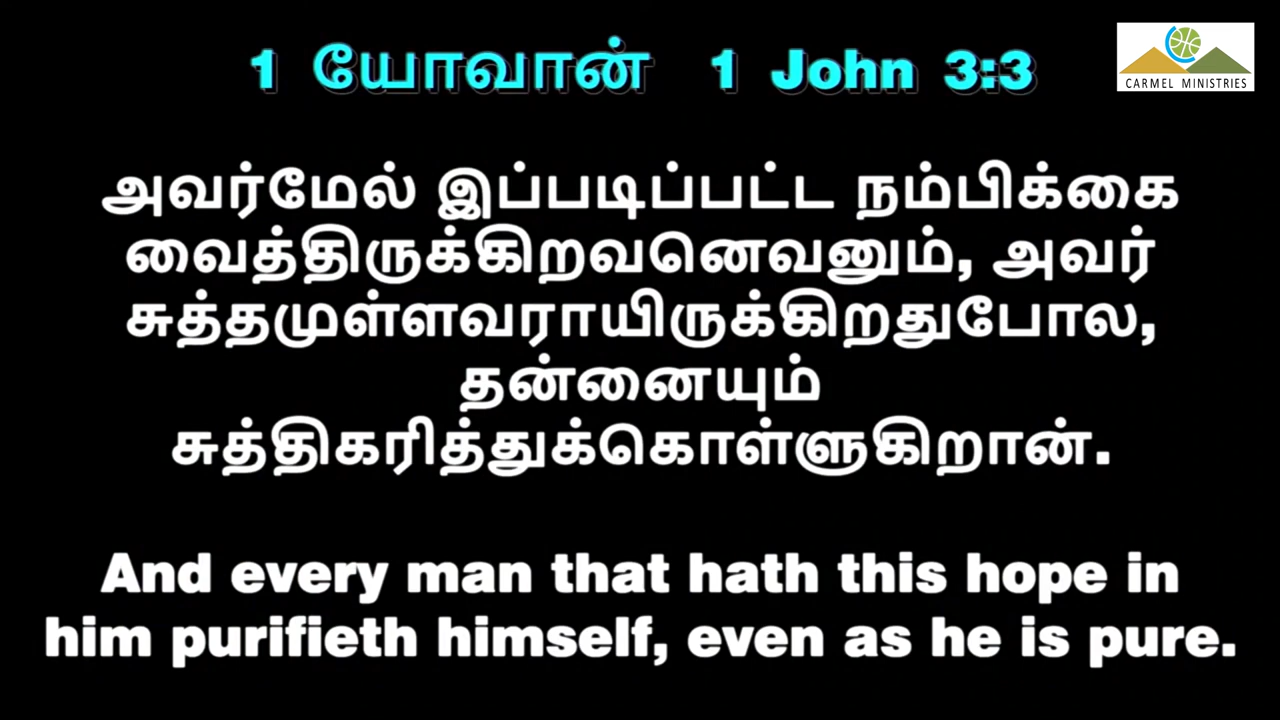 1 யோவான் 1 John 3:3
CARMEL MINISTRIES
அவர்மேல் இப்படிப்பட்ட நம்பிக்கை
வைத்திருக்கிறவனெவனும், அவர்
சுத்தமுள்ளவராயிருக்கிறதுபோல,
தன்னையும்
சுத்திகரித்துக்கொள்ளுகிறான்.
And every man that hath this hope in
him purifieth himself, even as he is pure.